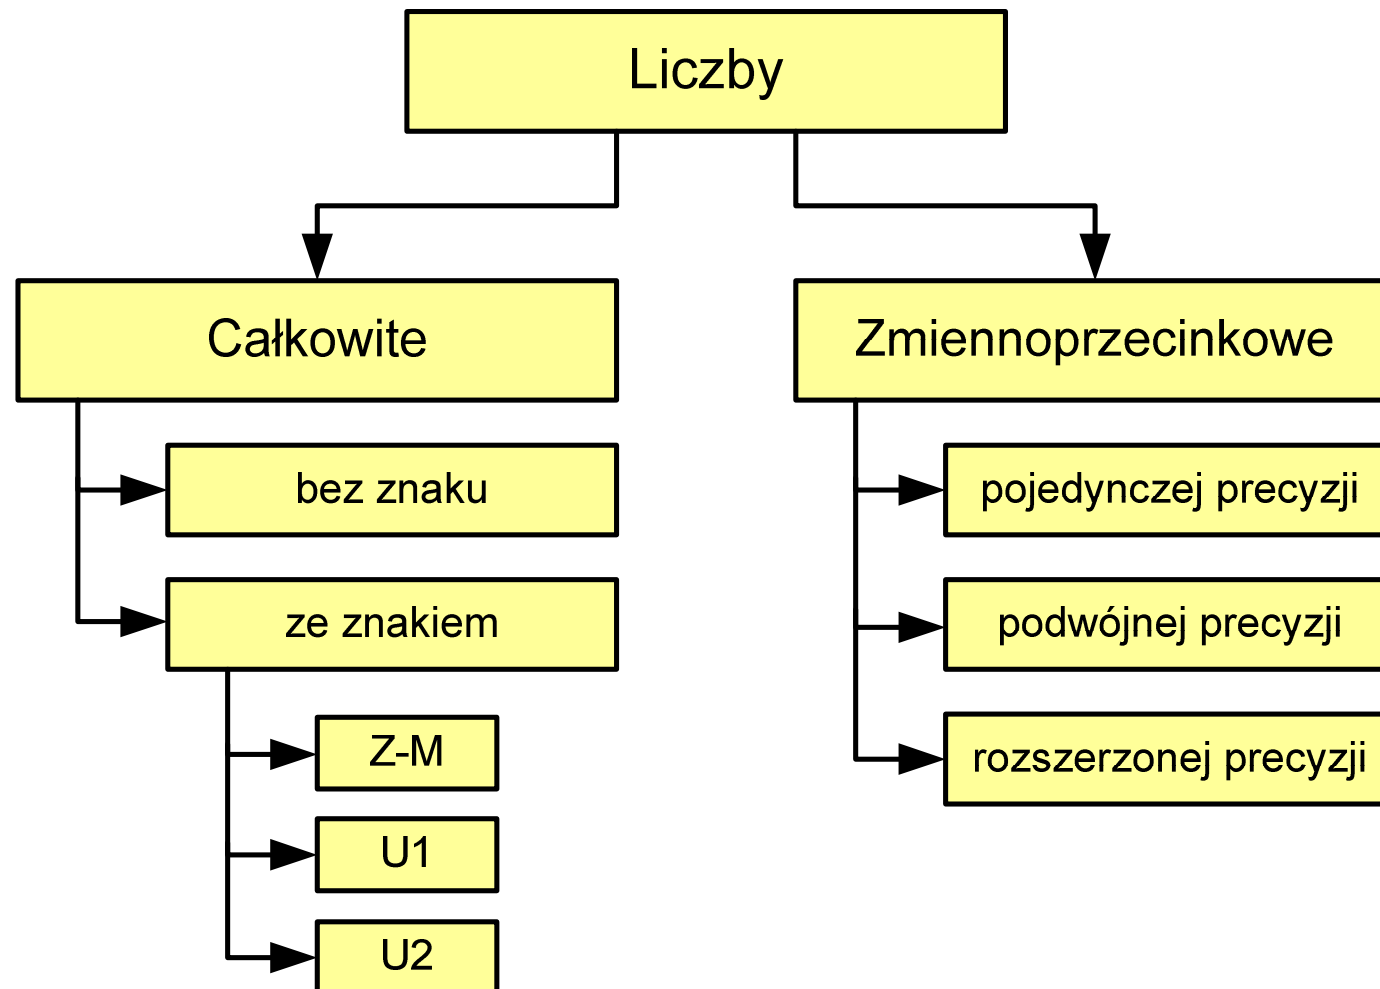 Liczby
Całkowite
bez znaku
ze znakiem
Z-M
U1
U2
Zmiennoprzecinkowe
pojedynczej precyzji
podwójnej precyzji
rozszerzonej precyzji